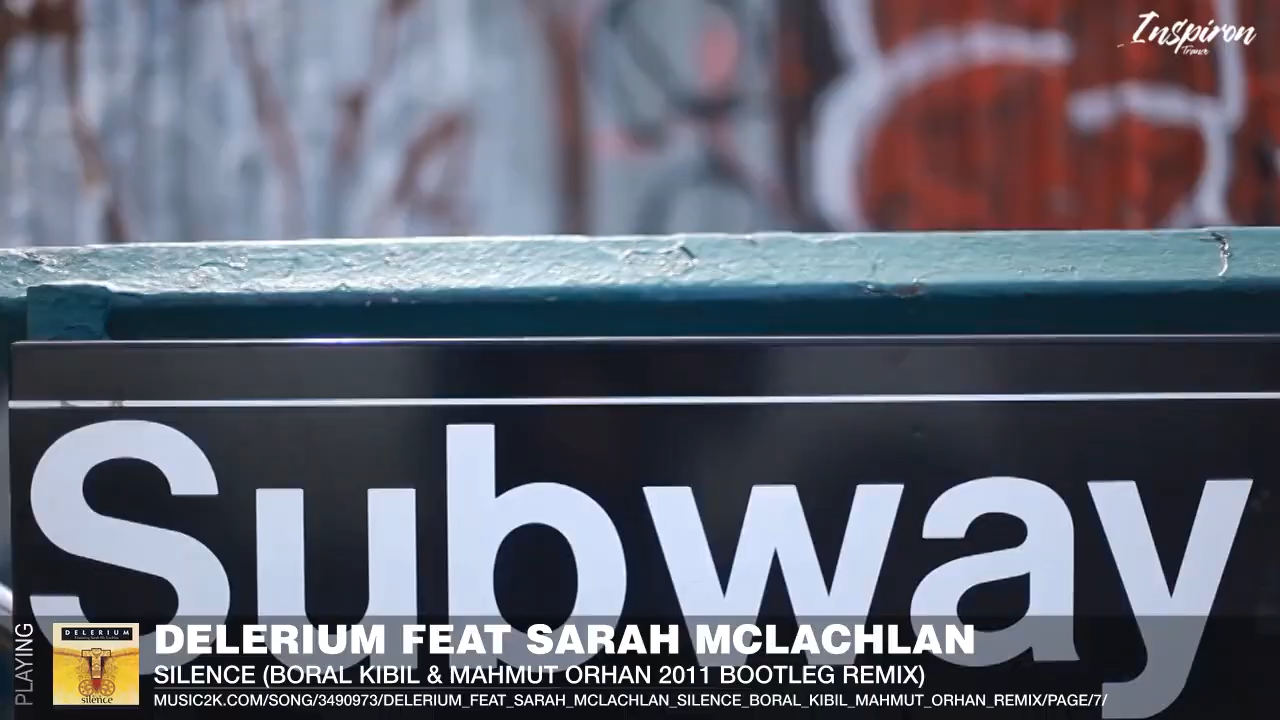 Inspiron
Trance
Subway
PLAYING
DELERIUM
silence
DELERIUM FEAT SARAH MCLACHLAN
SILENCE (BORAL KIBIL & MAHMUT ORHAN 2011 BOOTLEG REMIX)
MUSIC2K.COM/SONG/3490973/DELERIUM_FEAT_SARAH_MCLACHLAN_SILENCE_BORAL_KIBIL_MAHMUT_ORHAN_REMIX/PAGE/7/